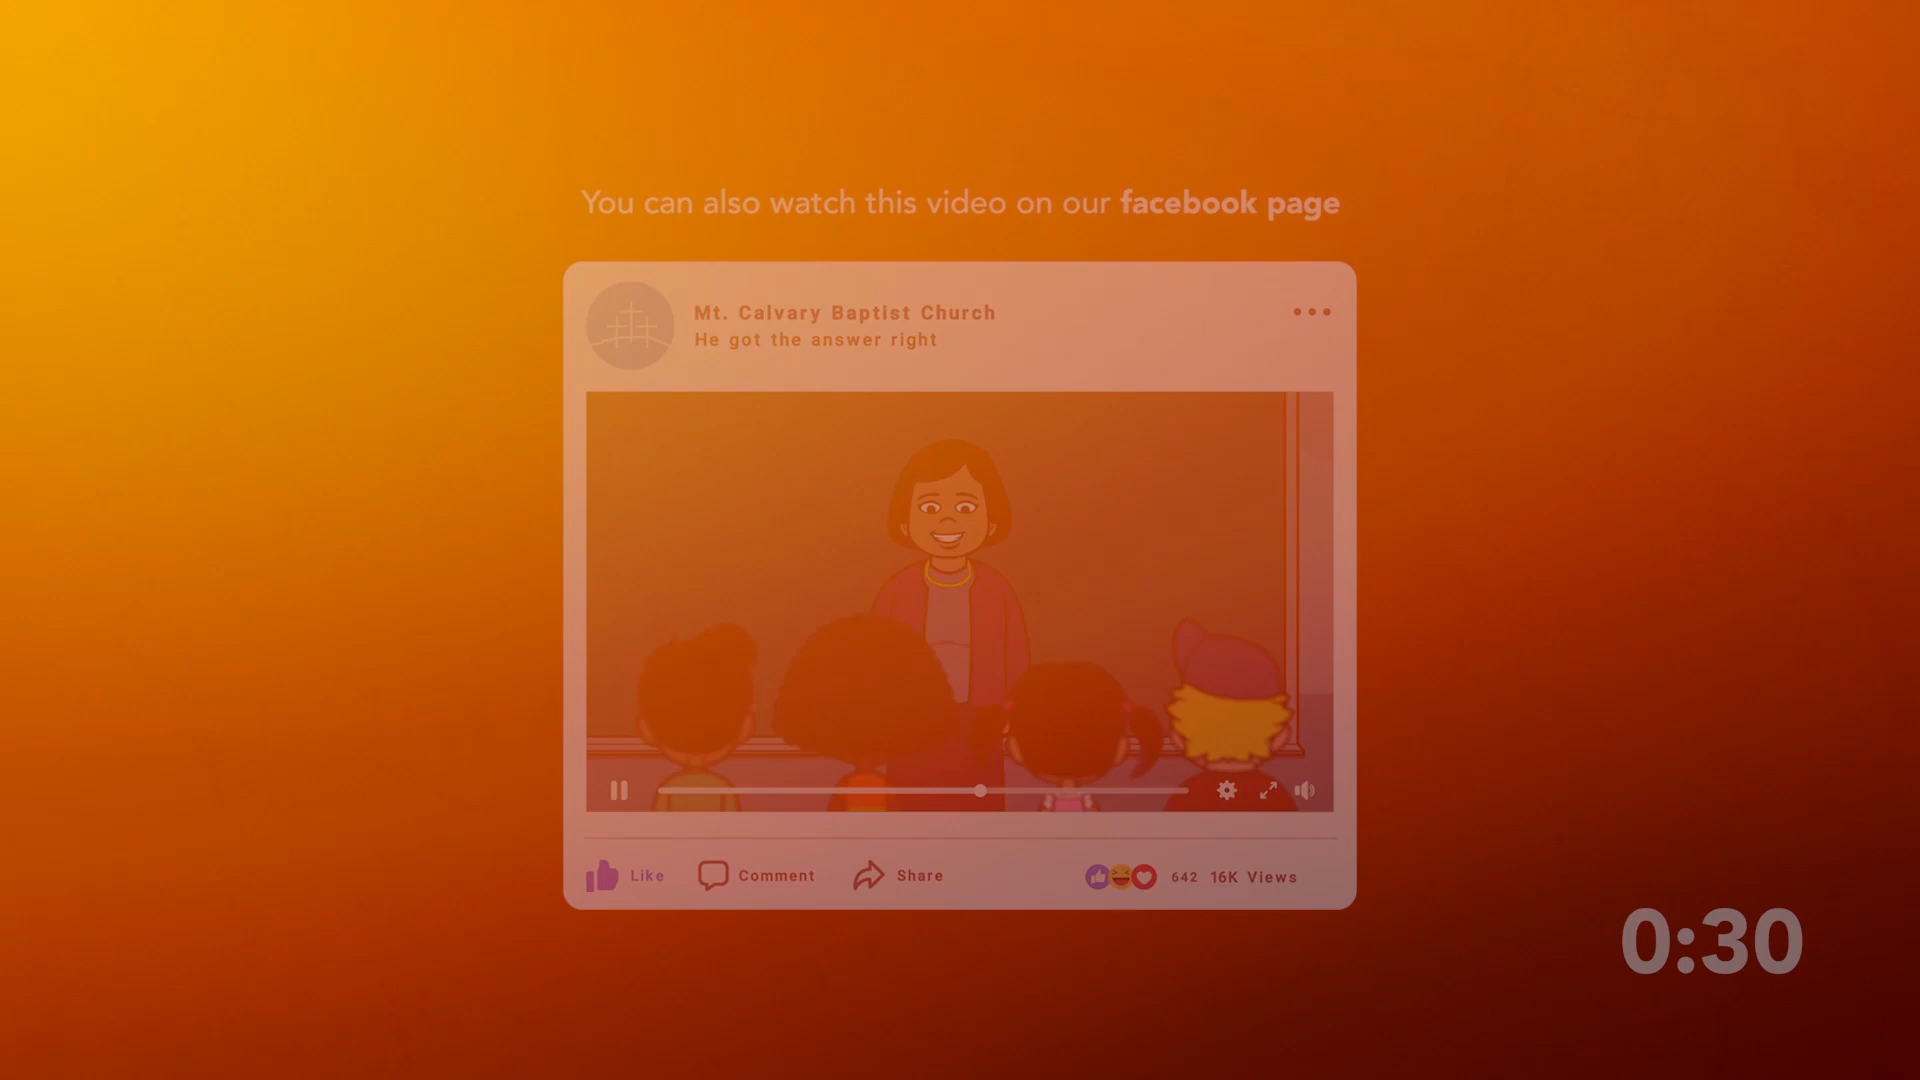 You can also watch this video on our facebook page
Mt. Calvary Baptist Church
He got the answer right
Like
Comment
Share
642 16K Views
0:30